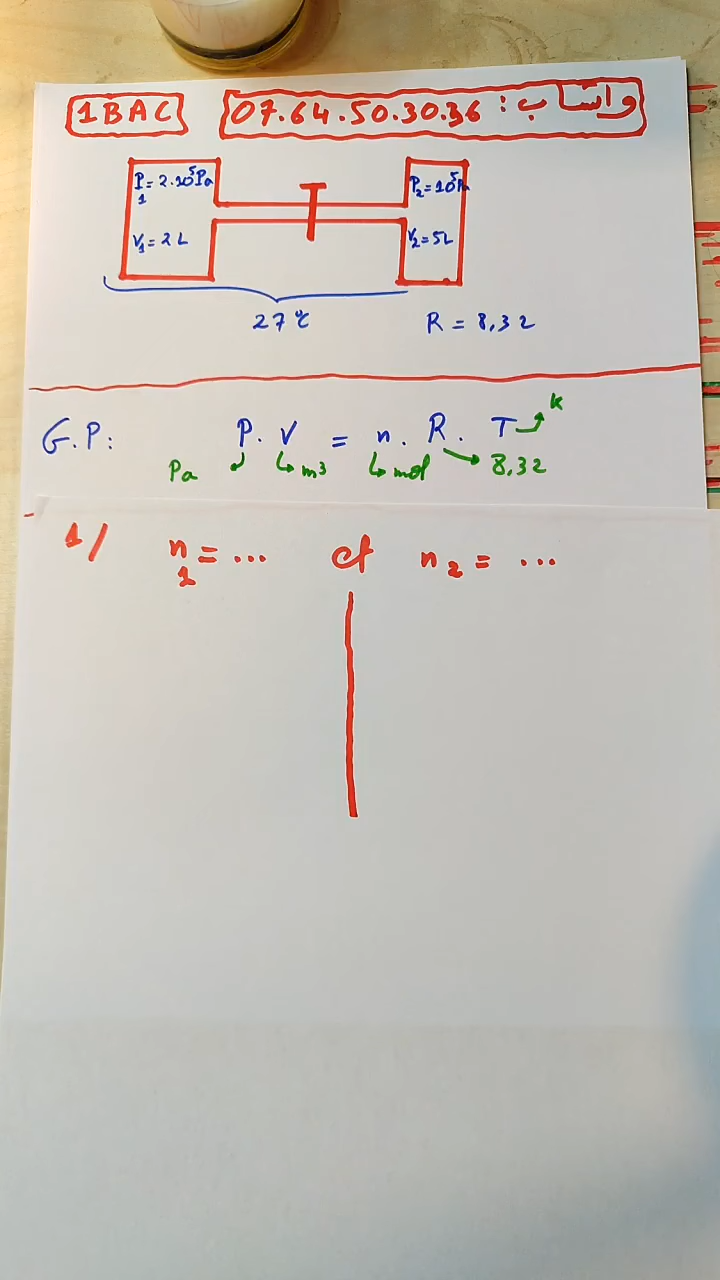 1BAC 07.64.50.30.36 : واتساب
P1 = 2.10⁵Pa P2 = 10⁵Pa
V1 = 2L V2 = 5L
27°C R = 8,32
G.P: P. V = n. R. T → K
Pa m3 mol 8,32
1/ n1 = ... et n2 = ...